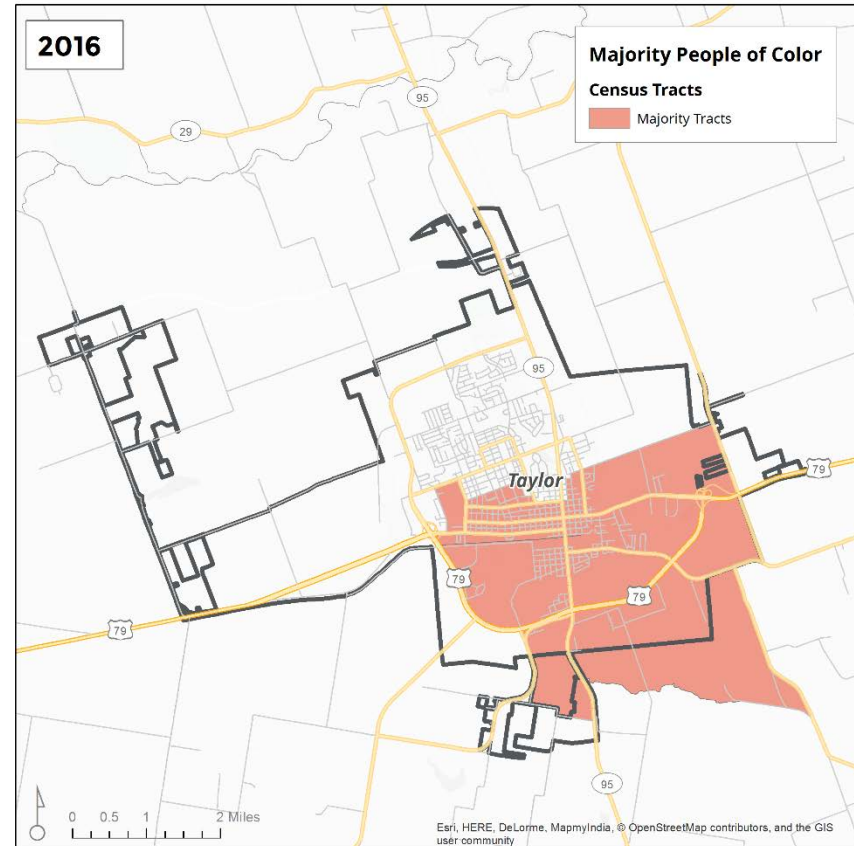 2016
Majority People of Color
Census Tracts
Majority Tracts
95
29
95
Taylor
79
79
79
79
95
0 0.5 1 2 Miles
Esri, HERE, DeLorme, MapmyIndia, © OpenStreetMap contributors, and the GIS
user community